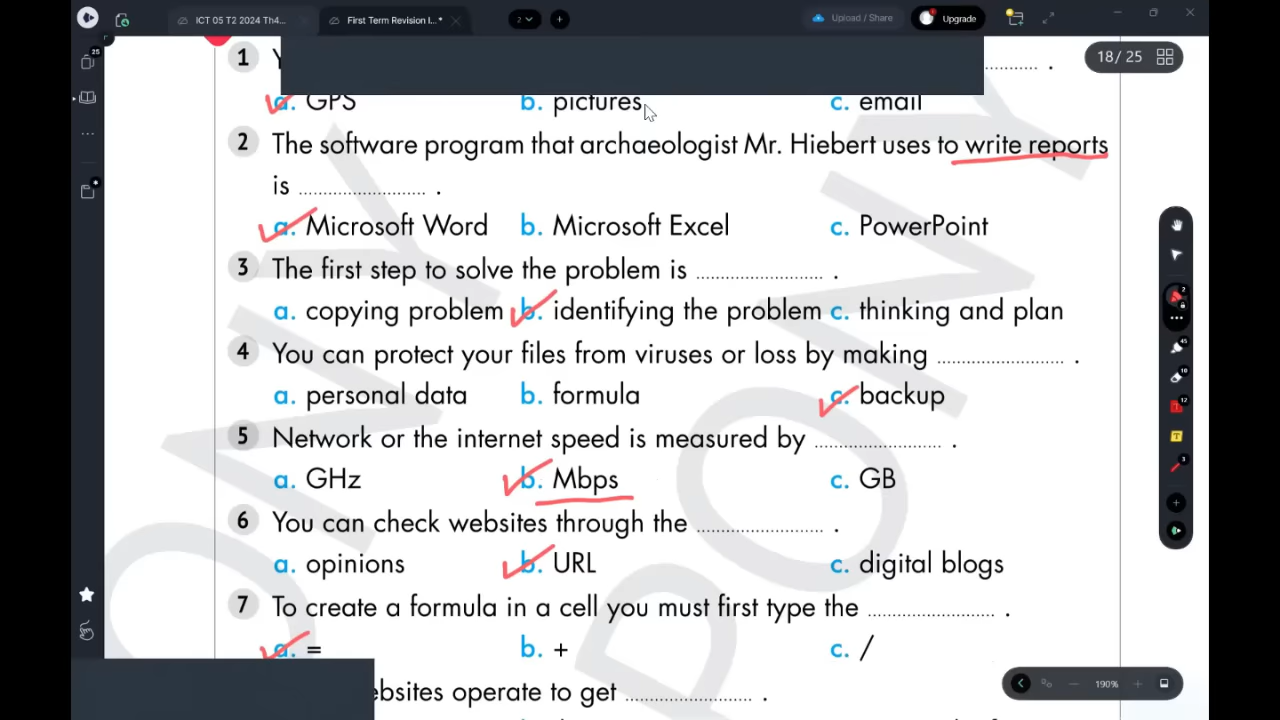 ICT 05 T2 2024 Th4...
First Term Revision I... *
2
Upload / Share
Upgrade
25
18/ 25
1 Y .................. .
a. GPS b. pictures c. email
2 The software program that archaeologist Mr. Hiebert uses to write reports
is ........................ .
a. Microsoft Word b. Microsoft Excel c. PowerPoint
3 The first step to solve the problem is ........................ .
a. copying problem b. identifying the problem c. thinking and plan
4 You can protect your files from viruses or loss by making ........................ .
a. personal data b. formula c. backup
5 Network or the internet speed is measured by ........................ .
a. GHz b. Mbps c. GB
6 You can check websites through the ........................ .
a. opinions b. URL c. digital blogs
7 To create a formula in a cell you must first type the ........................ .
a. = b. + c. /
ebsites operate to get ........................ .
190%